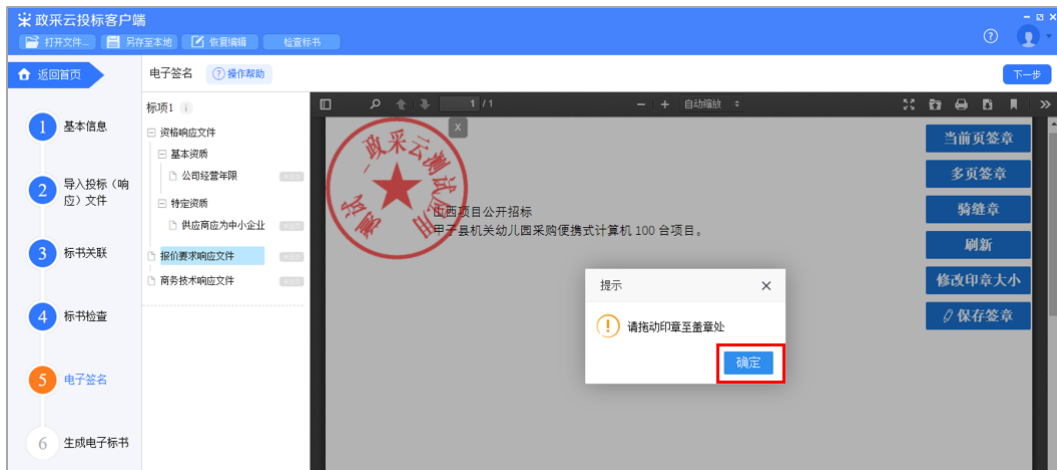 政采云投标客户端
打开文件... 另存至本地 恢复编辑 检查标书
返回首页 电子签名 操作帮助 下一步
标项1
1 / 1
自动缩放
1 基本信息
2 导入投标（响应）文件
3 标书关联
4 标书检查
5 电子签名
6 生成电子标书
资格响应文件
基本资质
公司经营年限
特定资质
供应商应为中小企业
报价要求响应文件
商务技术响应文件
X
山西项目公开招标
甲子县机关幼儿园采购便携式计算机 100 台项目。
提示
请拖动印章至盖章处
确定
当前页签章
多页签章
骑缝章
刷新
修改印章大小
保存签章